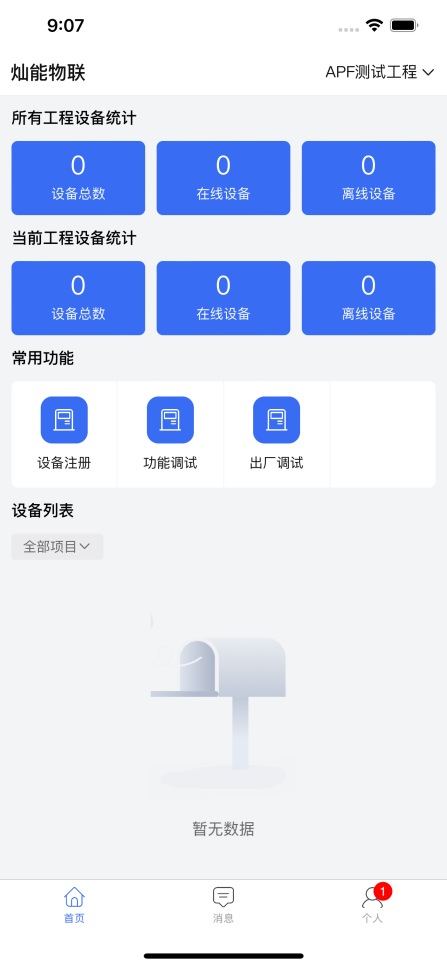 9:07
灿能物联
APF测试工程
所有工程设备统计
0
0
0
设备总数
在线设备
离线设备
当前工程设备统计
0
0
0
设备总数
在线设备
离线设备
常用功能
设备注册
功能调试
出厂调试
设备列表
全部项目
暂无数据
1
首页
消息
个人